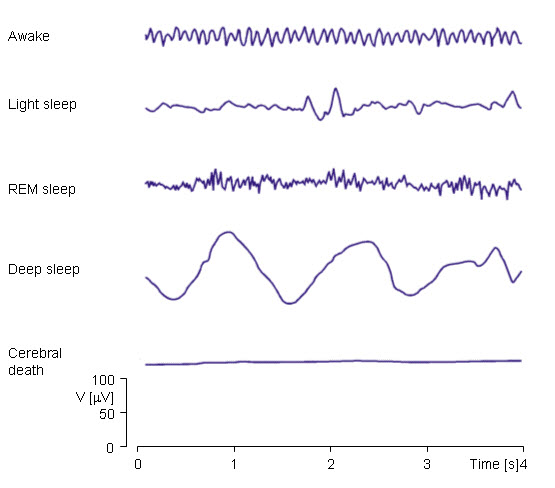 Awake
Light sleep
REM sleep
Deep sleep
Cerebral
death
100
V [μV]
50
0
0 1 2 3 Time [s]4